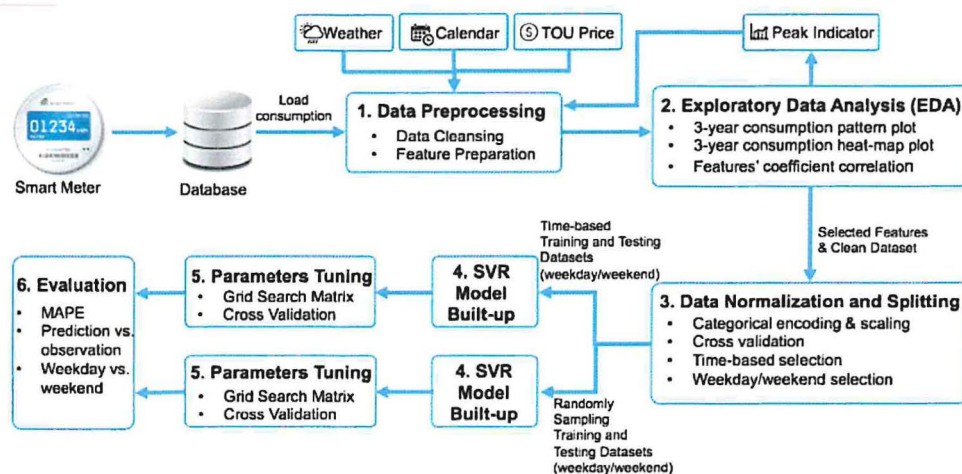 Weather
Calendar
$ TOU Price
Peak Indicator
01234
Smart Meter
Database
Load
consumption
1. Data Preprocessing
• Data Cleansing
• Feature Preparation
2. Exploratory Data Analysis (EDA)
• 3-year consumption pattern plot
• 3-year consumption heat-map plot
• Features' coefficient correlation
Selected Features
& Clean Dataset
3. Data Normalization and Splitting
• Categorical encoding & scaling
• Cross validation
• Time-based selection
• Weekday/weekend selection
Time-based
Training and Testing
Datasets
(weekday/weekend)
4. SVR
Model
Built-up
5. Parameters Tuning
• Grid Search Matrix
• Cross Validation
6. Evaluation
• MAPE
• Prediction vs.
observation
• Weekday vs.
weekend
Randomly
Sampling
Training and
Testing Datasets
(weekday/weekend)
4. SVR
Model
Built-up
5. Parameters Tuning
• Grid Search Matrix
• Cross Validation